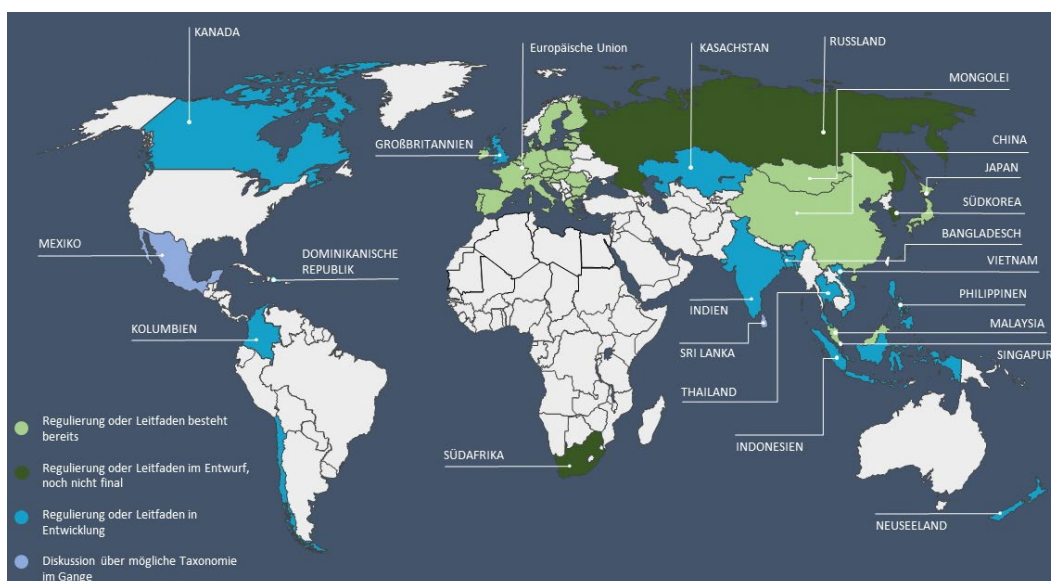 KANADA
Europäische Union
KASACHSTAN
RUSSLAND
MONGOLEI
GROßBRITANNIEN
CHINA
JAPAN
SÜDKOREA
BANGLADESCH
MEXIKO
DOMINIKANISCHE
REPUBLIK
VIETNAM
INDIEN
PHILIPPINEN
KOLUMBIEN
MALAYSIA
SRI LANKA
SINGAPUR
THAILAND
INDONESIEN
SÜDAFRIKA
NEUSEELAND
Regulierung oder Leitfaden besteht
bereits
Regulierung oder Leitfaden im Entwurf,
noch nicht final
Regulierung oder Leitfaden in
Entwicklung
Diskussion über mögliche Taxonomie
im Gange